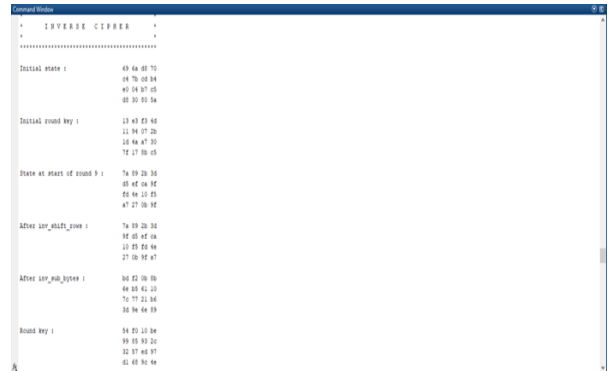 Command Window
* I N V E R S E   C I P H E R *
* *
*******************************************
Initial state : 69 6a d8 70
c4 7b cd b4
e0 04 b7 c5
d8 30 80 5a
Initial round key : 13 e3 f3 4d
11 94 07 2b
1d 4a a7 30
7f 17 8b c5
State at start of round 9 : 7a 89 2b 3d
d5 ef ca 9f
fd 4e 10 f5
a7 27 0b 9f
After inv_shift_rows : 7a 89 2b 3d
9f d5 ef ca
10 f5 fd 4e
27 0b 9f a7
After inv_sub_bytes : bd f2 0b 8b
6e b5 61 10
7c 77 21 b6
3d 9e 6e 89
Round key : 54 f0 10 be
99 85 93 2c
32 57 ed 97
d1 68 9c 4e
fx